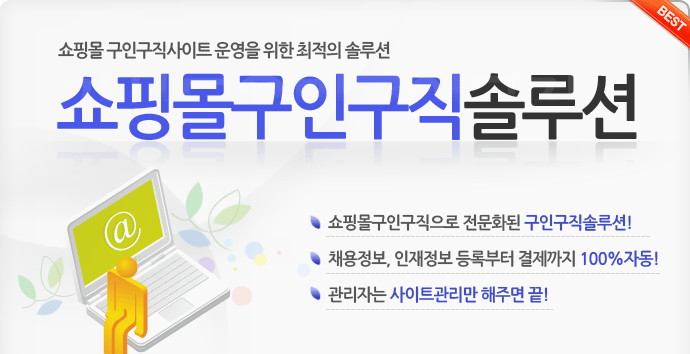 BEST
쇼핑몰 구인구직사이트 운영을 위한 최적의 솔루션
쇼핑몰구인구직솔루션
@
쇼핑몰구인구직으로 전문화된 구인구직솔루션!
채용정보, 인재정보 등록부터 결제까지 100%자동!
관리자는 사이트관리만 해주면 끝!